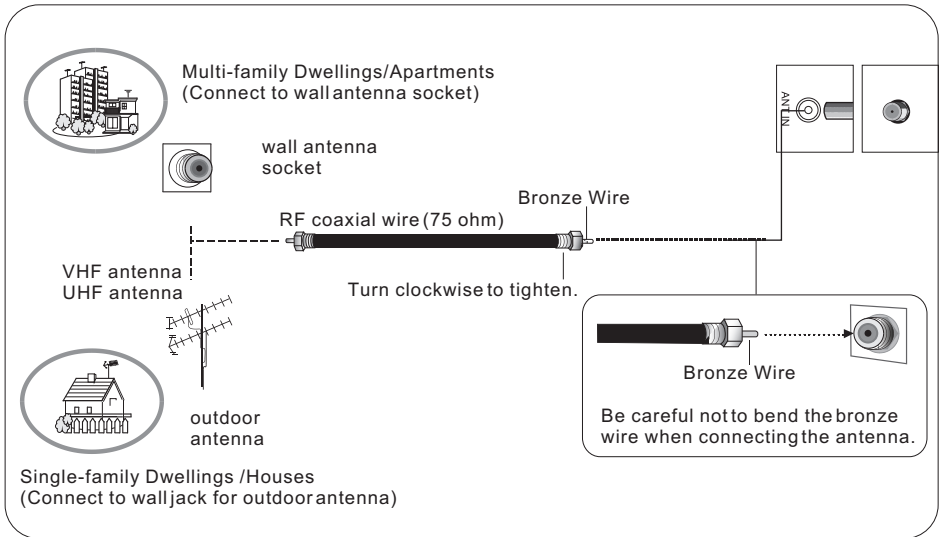 Multi-family Dwellings/Apartments
(Connect to wall antenna socket)
wall antenna
socket
ANT.IN
Bronze Wire
RF coaxial wire (75 ohm)
VHF antenna
UHF antenna
Turn clockwise to tighten.
Bronze Wire
outdoor
antenna
Be careful not to bend the bronze
wire when connecting the antenna.
Single-family Dwellings /Houses
(Connect to wall jack for outdoor antenna)